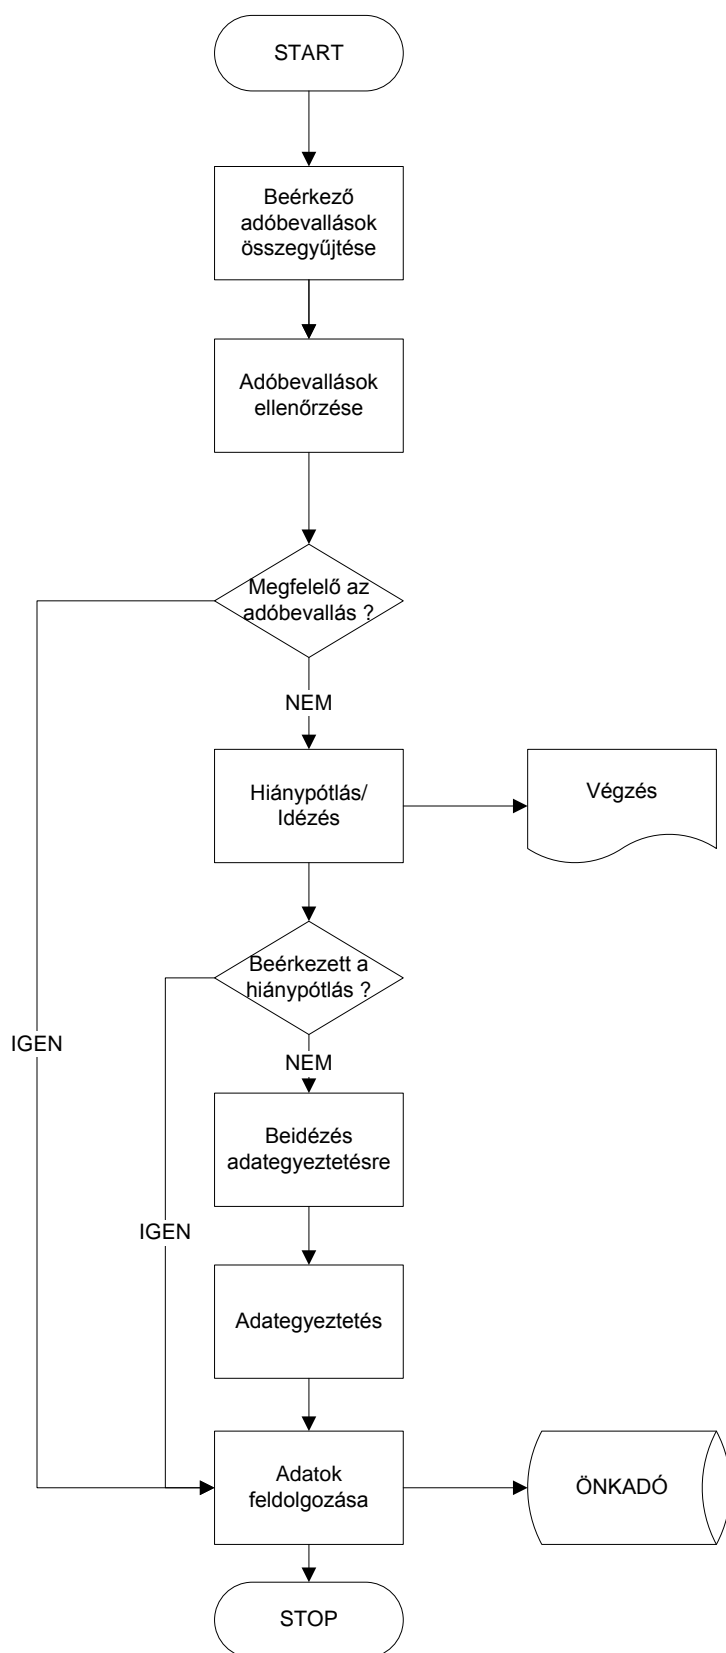 START
Beérkező
adóbevallások
összegyűjtése
Adóbevallások
ellenőrzése
Megfelelő az
adóbevallás ?
NEM
Hiánypótlás/
Idézés
Végzés
Beérkezett a
hiánypótlás ?
IGEN
NEM
Beidézés
adategyeztetésre
IGEN
Adategyeztetés
Adatok
feldolgozása
ÖNKADÓ
STOP